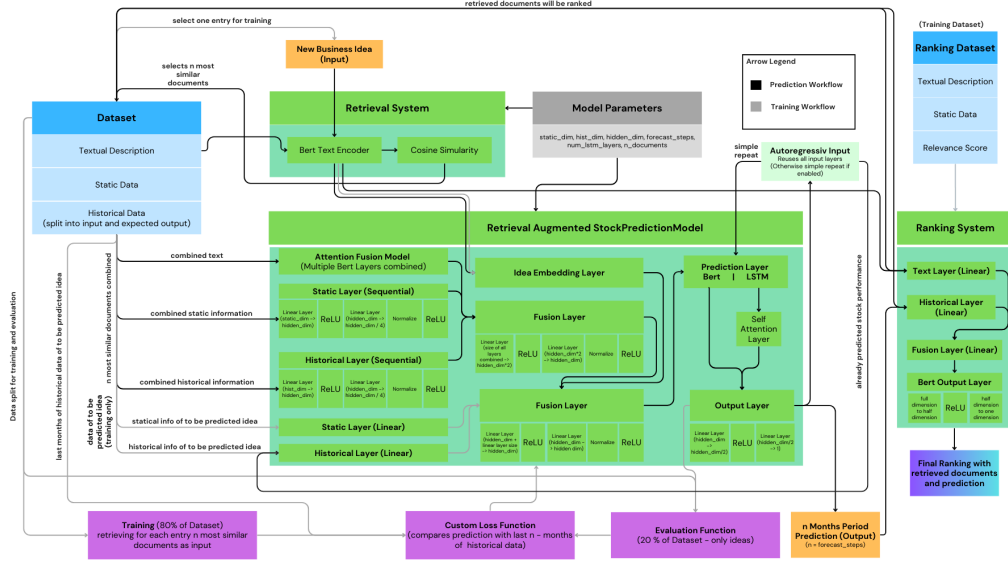 retrieved documents will be ranked
select one entry for training
New Business Idea
(Input)
selects n most
similar
documents
(Training Dataset)
Ranking Dataset
Textual Description
Static Data
Relevance Score
Arrow Legend
Prediction Workflow
Training Workflow
Dataset
Textual Description
Static Data
Historical Data
(split into input and expected output)
Retrieval System
Bert Text Encoder
Cosine Simularity
Model Parameters
static_dim, hist_dim, hidden_dim, forecast_steps,
num_lstm_layers, n_documents
simple
repeat
Autoregressiv Input
Reuses all input layers
(Otherwise simple repeat if
enabled)
Retrieval Augmented StockPredictionModel
combined text
Attention Fusion Model
(Multiple Bert Layers combined)
Static Layer (Sequential)
Linear Layer
(static_dim ->
hidden_dim)
ReLU
Linear Layer
(hidden_dim ->
hidden_dim / 4)
Normalize
ReLU
combined static information
Historical Layer (Sequential)
Linear Layer
(hist_dim ->
hidden_dim)
ReLU
Linear Layer
(hidden_dim ->
hidden_dim / 4)
Normalize
ReLU
combined historical information
statical info of to be predicted idea
Static Layer (Linear)
historical info of to be predicted idea
Historical Layer (Linear)
Idea Embedding Layer
Fusion Layer
Linear Layer
(size of all
layers
combined ->
hidden_dim*2)
ReLU
Linear Layer
(hidden_dim*2
-> hidden_dim)
Normalize
ReLU
Fusion Layer
Linear Layer
(hidden_dim +
linear layer size
-> hidden_dim)
ReLU
Linear Layer
(hidden_dim -
> hidden dim)
Normalize
ReLU
Prediction Layer
Bert | LSTM
Self
Attention
Layer
Output Layer
Linear Layer
(hidden_dim
->
hidden_dim/2)
ReLU
Linear Layer
(hidden_dim/2
-> 1)
already predicted stock performance
Ranking System
Text Layer (Linear)
Historical Layer
(Linear)
Fusion Layer (Linear)
Bert Output Layer
full
dimension
to half
dimension
ReLU
half
dimension
to one
dimension
Final Ranking with
retrieved documents
and prediction
Data split for training and evaluation
last n months of historical data of to be predicted idea
n most similar documents combined
data of to be
predicted idea
(training only)
Training (80% of Dataset)
retrieving for each entry n most similar
documents as input
Custom Loss Function
(compares prediction with last n - months
of historical data)
Evaluation Function
(20 % of Dataset - only ideas)
n Months Period
Prediction (Output)
(n = forecast_steps)